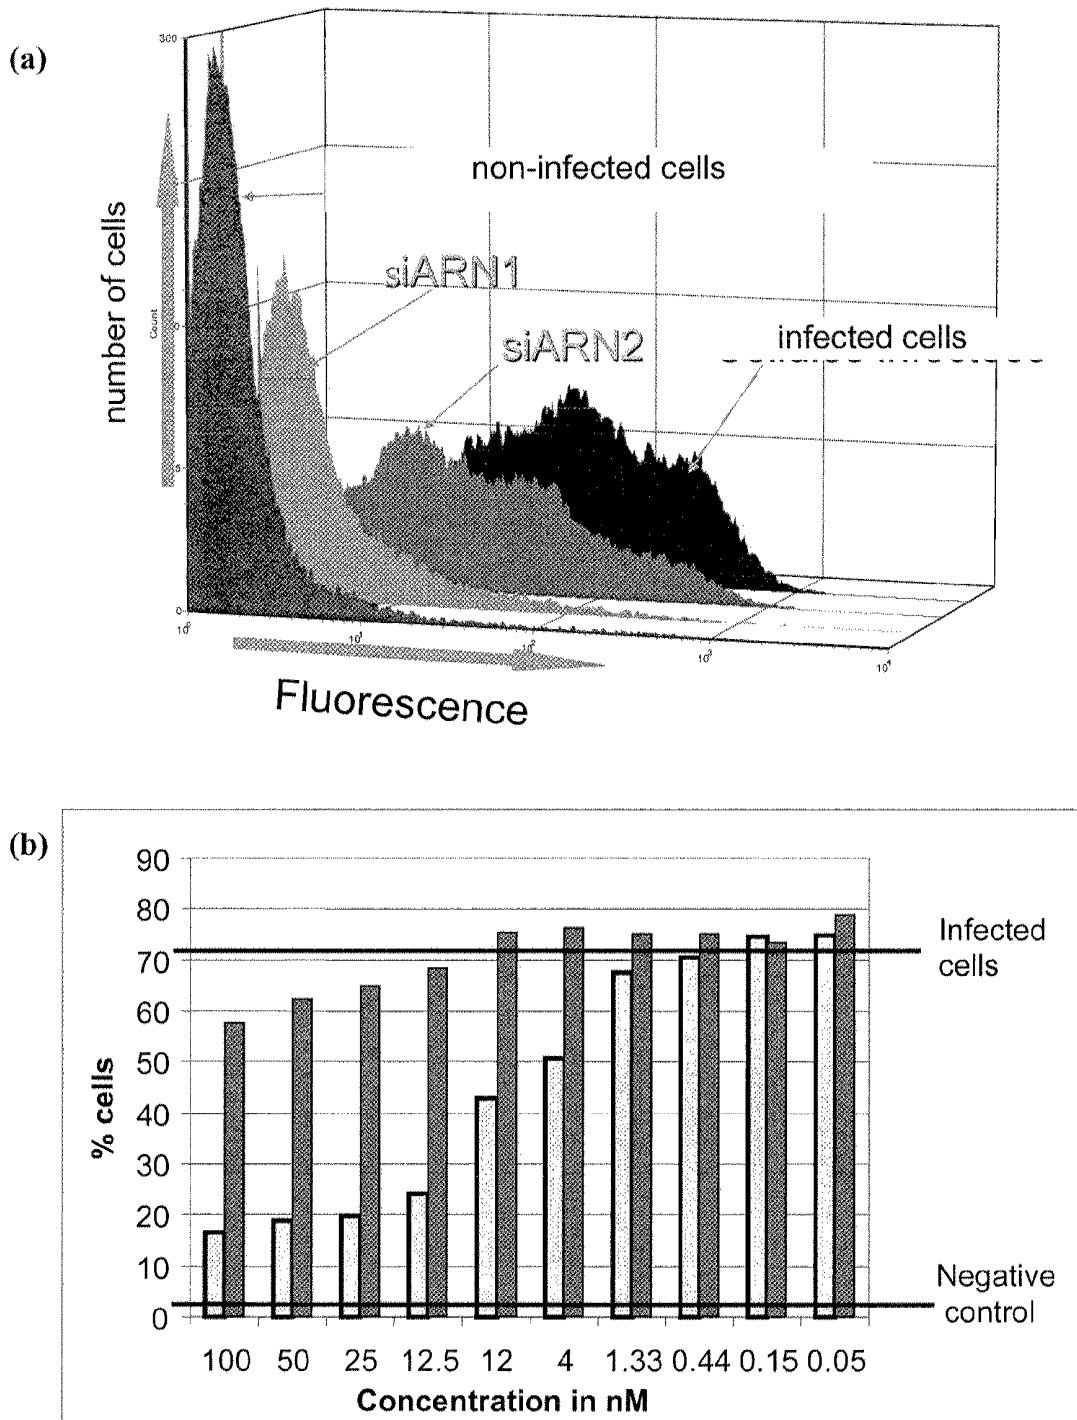 (a)
300
non-infected cells
siARN1
siARN2
infected cells
number of cells
Count
0
10⁰
10¹
10²
10³
10⁴
Fluorescence
(b)
90
80
70
60
50
40
30
20
10
0
% cells
Infected
cells
Negative
control
100 50 25 12.5 12 4 1.33 0.44 0.15 0.05
Concentration in nM